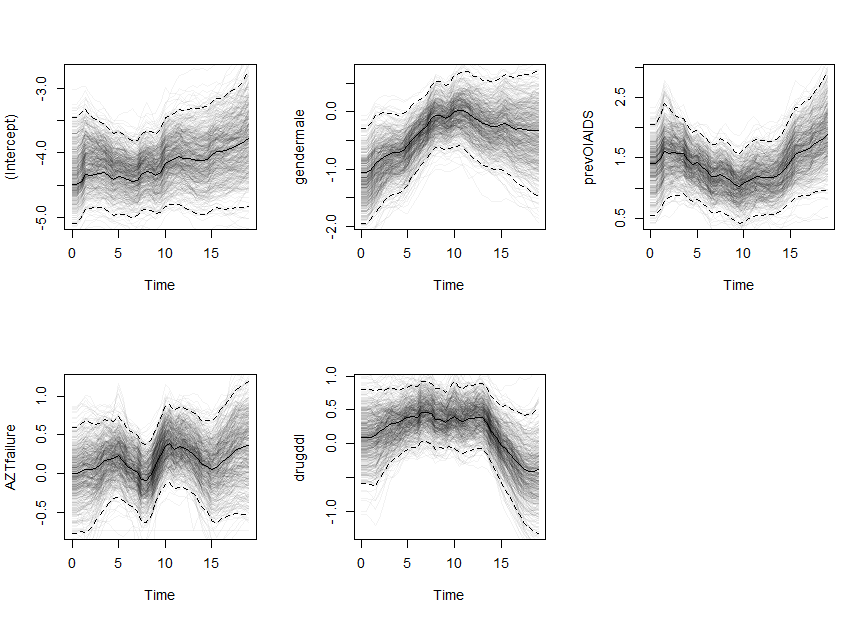 (Intercept)
-3.0
-4.0
-5.0
0 5 10 15
Time
gendermale
0.0
-1.0
-2.0
0 5 10 15
Time
prevOIAIDS
2.5
1.5
0.5
0 5 10 15
Time
AZTfailure
1.0
0.5
0.0
-0.5
0 5 10 15
Time
drugddI
1.0
0.5
0.0
-1.0
0 5 10 15
Time